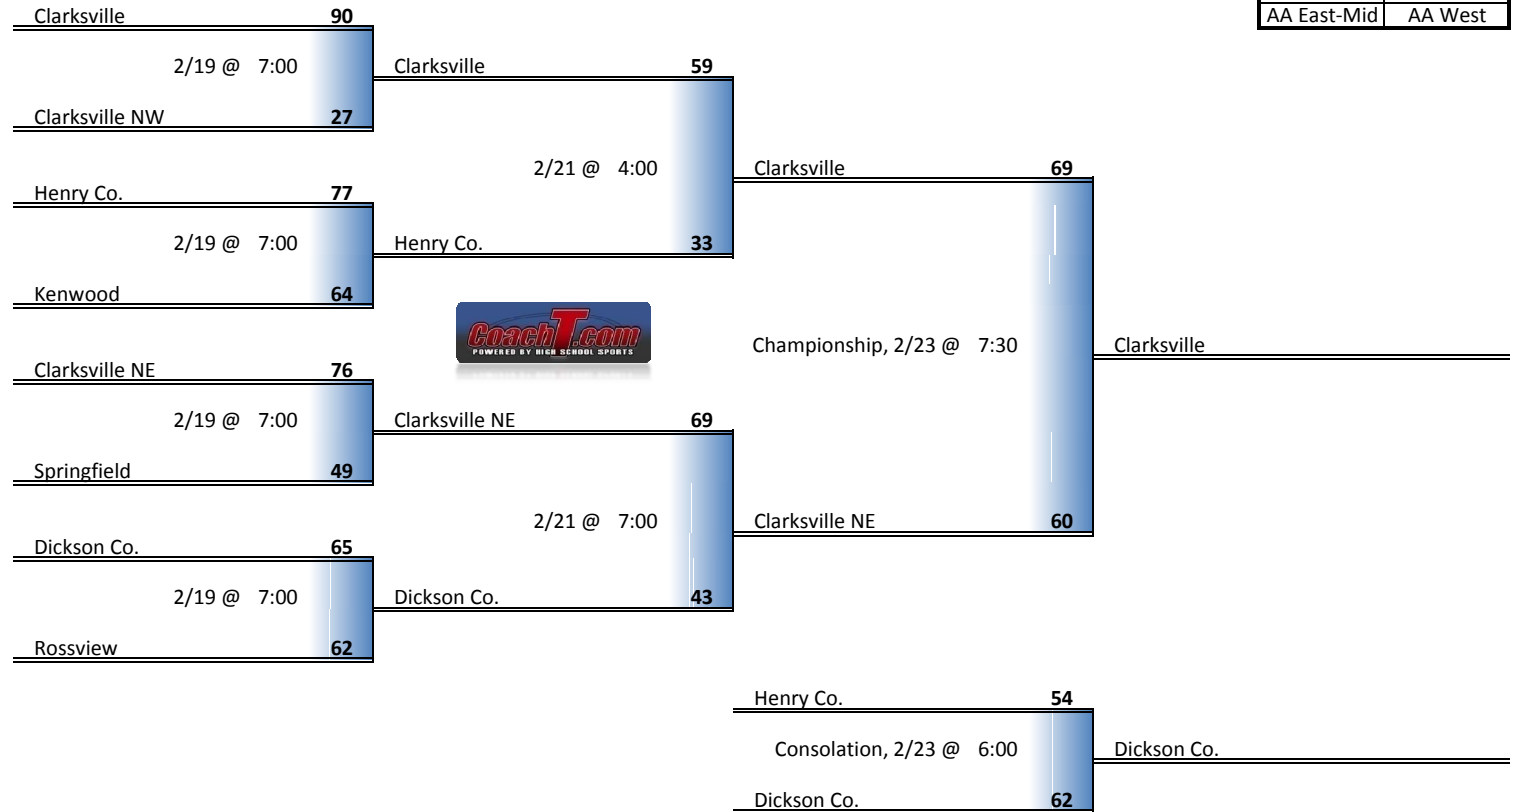 Clarksville 90
AA East-Mid AA West
2/19 @ 7:00
Clarksville 59
Clarksville NW 27
2/21 @ 4:00
Clarksville 69
Henry Co. 77
2/19 @ 7:00
Henry Co. 33
Kenwood 64
CoachT.com
POWERED BY HIGH SCHOOL SPORTS
Championship, 2/23 @ 7:30
Clarksville
Clarksville NE 76
2/19 @ 7:00
Clarksville NE 69
Springfield 49
2/21 @ 7:00
Clarksville NE 60
Dickson Co. 65
2/19 @ 7:00
Dickson Co. 43
Rossview 62
Henry Co. 54
Consolation, 2/23 @ 6:00
Dickson Co.
Dickson Co. 62